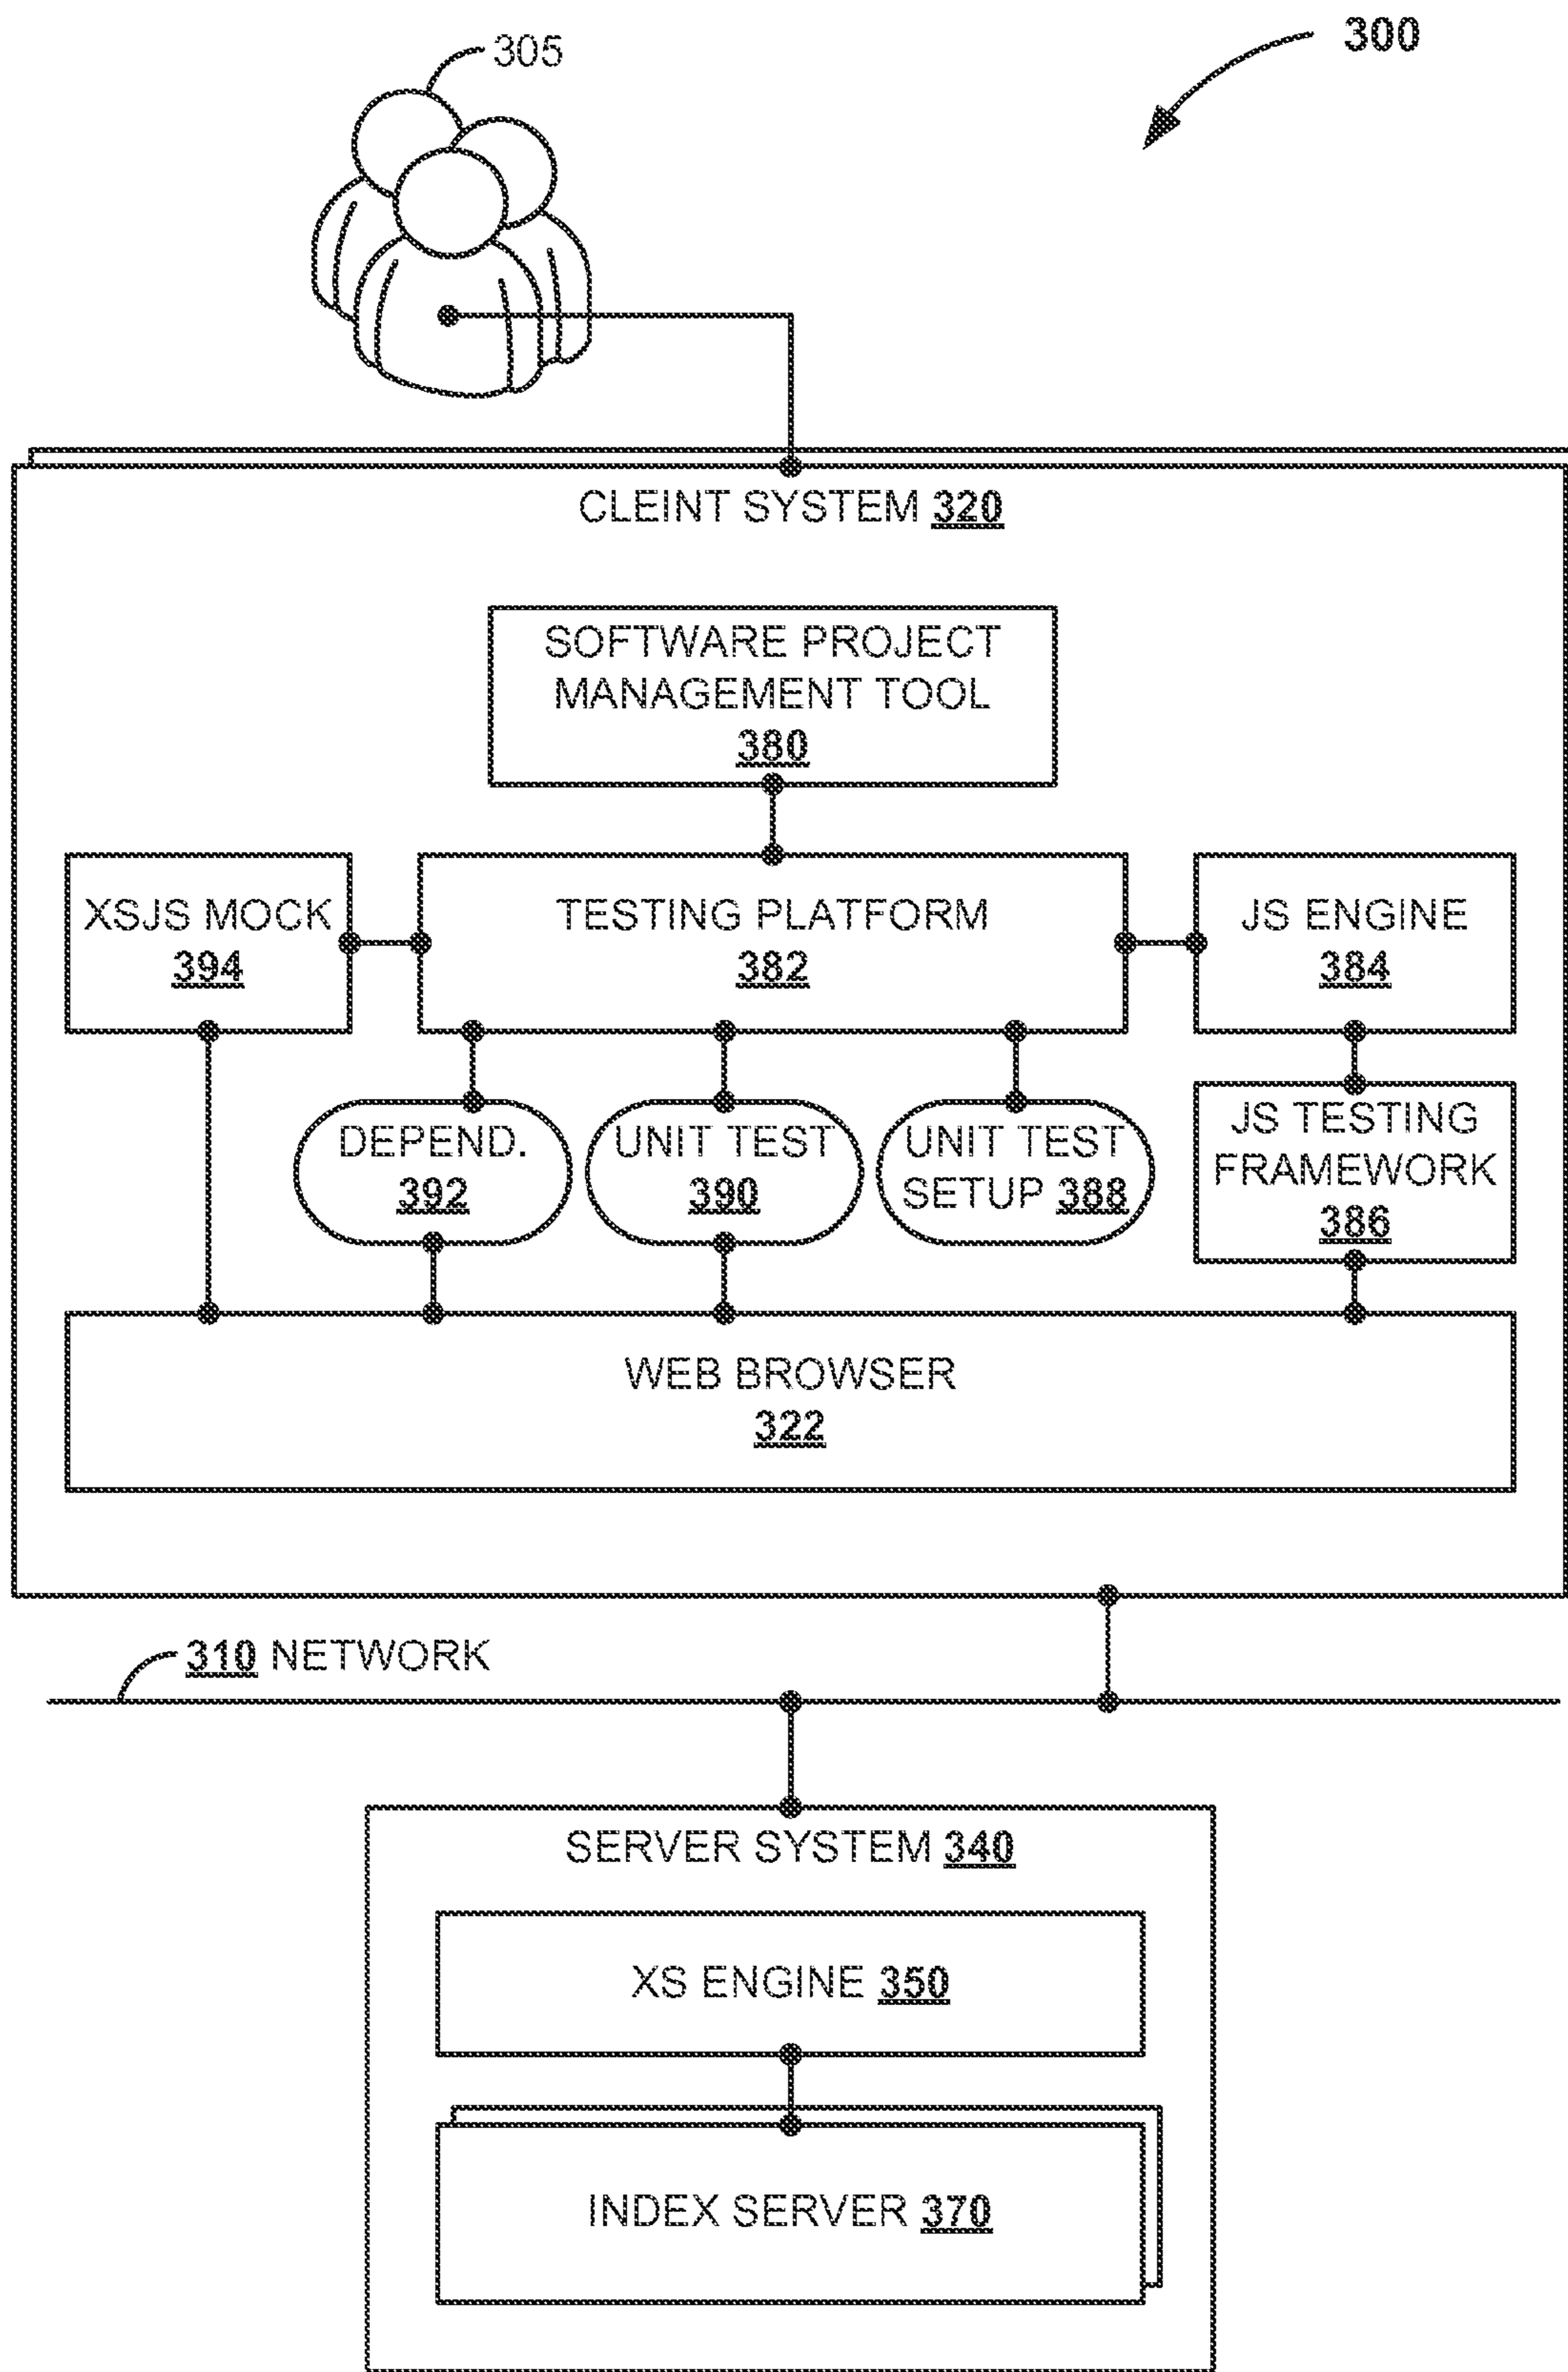 300
305
CLEINT SYSTEM 320
SOFTWARE PROJECT
MANAGEMENT TOOL
380
XSJS MOCK
394
TESTING PLATFORM
382
JS ENGINE
384
DEPEND.
392
UNIT TEST
390
UNIT TEST
SETUP 388
JS TESTING
FRAMEWORK
386
WEB BROWSER
322
310 NETWORK
SERVER SYSTEM 340
XS ENGINE 350
INDEX SERVER 370